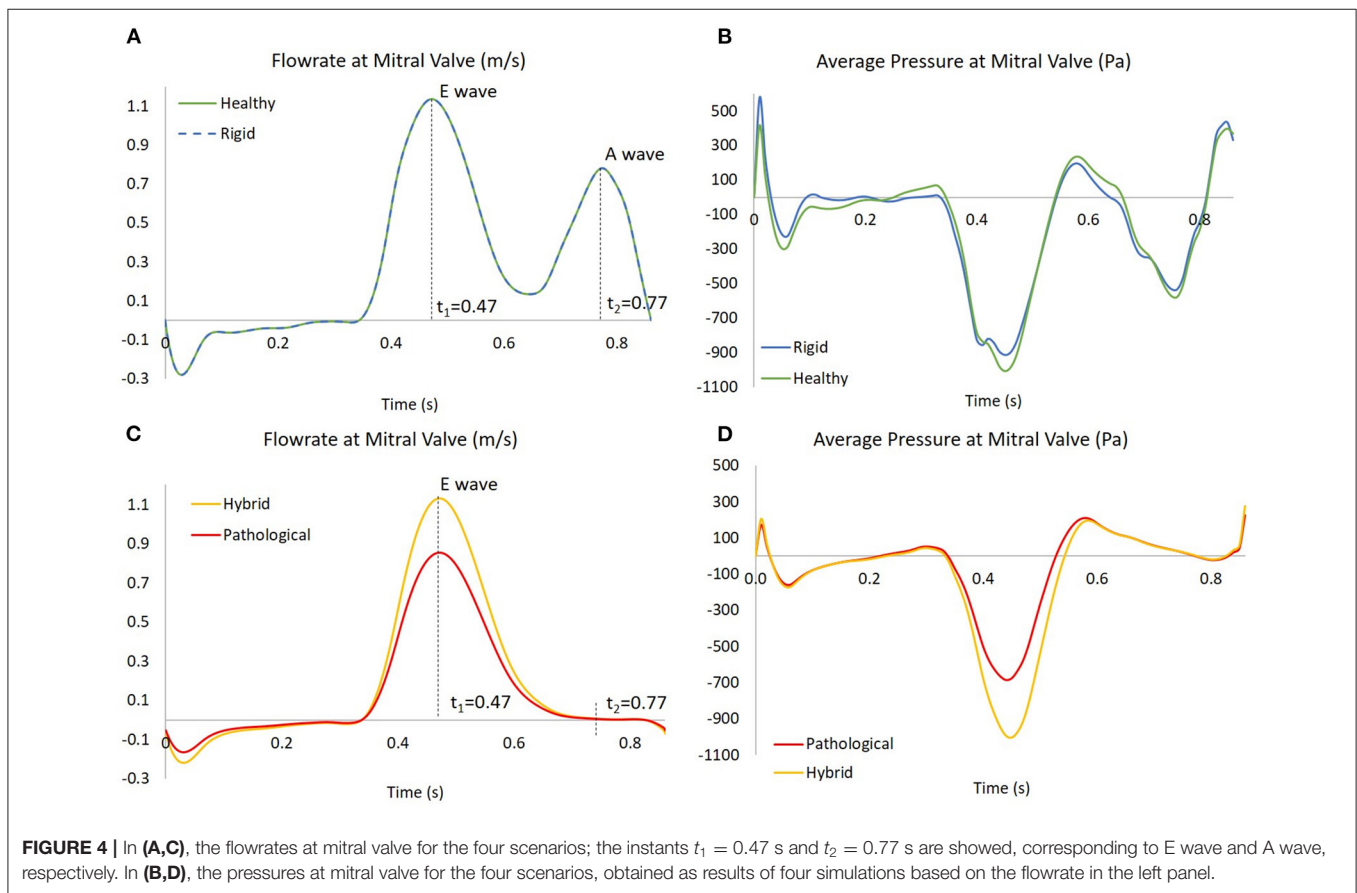 A
Flowrate at Mitral Valve (m/s)
Healthy
Rigid
E wave
A wave
1.1
0.9
0.7
0.5
0.3
0.1
-0.1
-0.3
t1=0.47
t2=0.77
0
0.2
0.4
0.6
0.8
Time (s)
B
Average Pressure at Mitral Valve (Pa)
500
300
100
-100
-300
-500
-700
-900
-1100
0
0.2
0.4
0.6
0.8
Rigid
Healthy
Time (s)
C
Flowrate at Mitral Valve (m/s)
E wave
Hybrid
Pathological
1.1
0.9
0.7
0.5
0.3
0.1
-0.1
-0.3
t1=0.47
t2=0.77
0
0.2
0.4
0.6
0.8
Time (s)
D
Average Pressure at Mitral Valve (Pa)
500
300
100
-100
-300
-500
-700
-900
-1100
0.0
0.2
0.4
0.6
0.8
Pathological
Hybrid
Time (s)
FIGURE 4 | In (A,C), the flowrates at mitral valve for the four scenarios; the instants t1 = 0.47 s and t2 = 0.77 s are showed, corresponding to E wave and A wave,
respectively. In (B,D), the pressures at mitral valve for the four scenarios, obtained as results of four simulations based on the flowrate in the left panel.